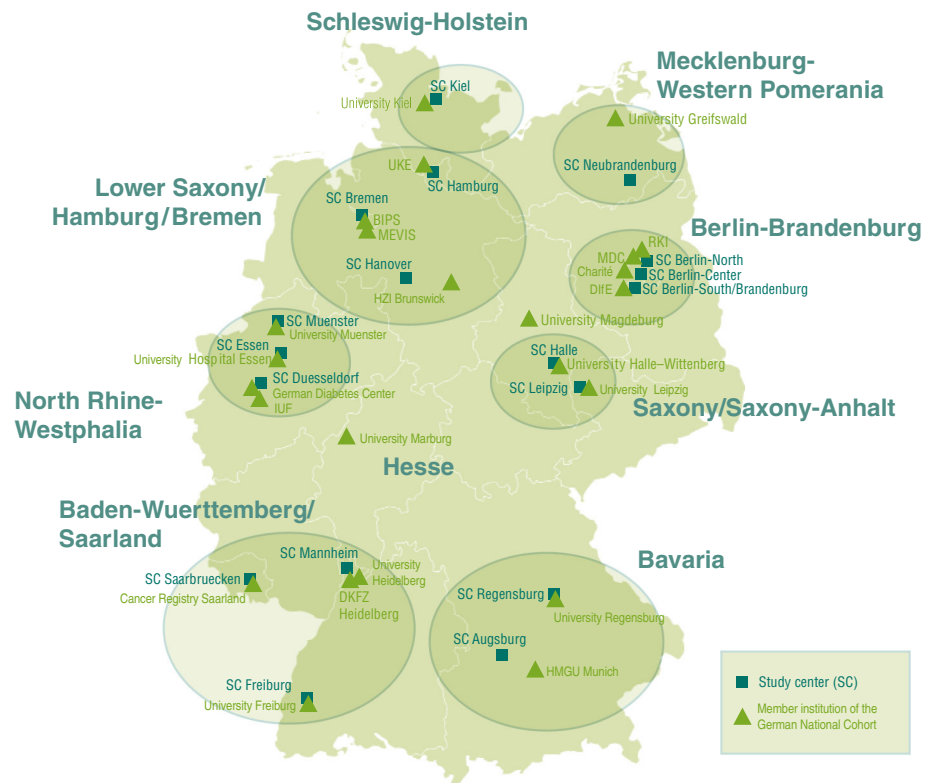 Schleswig-Holstein
SC Kiel
University Kiel
Mecklenburg-
Western Pomerania
University Greifswald
SC Neubrandenburg
UKE
SC Hamburg
Lower Saxony/
Hamburg/Bremen
SC Bremen
BIPS
MEVIS
SC Hanover
HZI Brunswick
Berlin-Brandenburg
RKI
MDC
SC Berlin-North
Charité
SC Berlin-Center
DIfE
SC Berlin-South/Brandenburg
SC Muenster
University Muenster
SC Essen
University Hospital Essen
SC Duesseldorf
German Diabetes Center
IUF
North Rhine-
Westphalia
University Magdeburg
SC Halle
University Halle–Wittenberg
SC Leipzig
University Leipzig
Saxony/Saxony-Anhalt
University Marburg
Hesse
Baden-Wuerttemberg/
Saarland
SC Mannheim
University
Heidelberg
SC Saarbruecken
Cancer Registry Saarland
DKFZ
Heidelberg
SC Freiburg
University Freiburg
Bavaria
SC Regensburg
University Regensburg
SC Augsburg
HMGU Munich
Study center (SC)
Member institution of the
German National Cohort